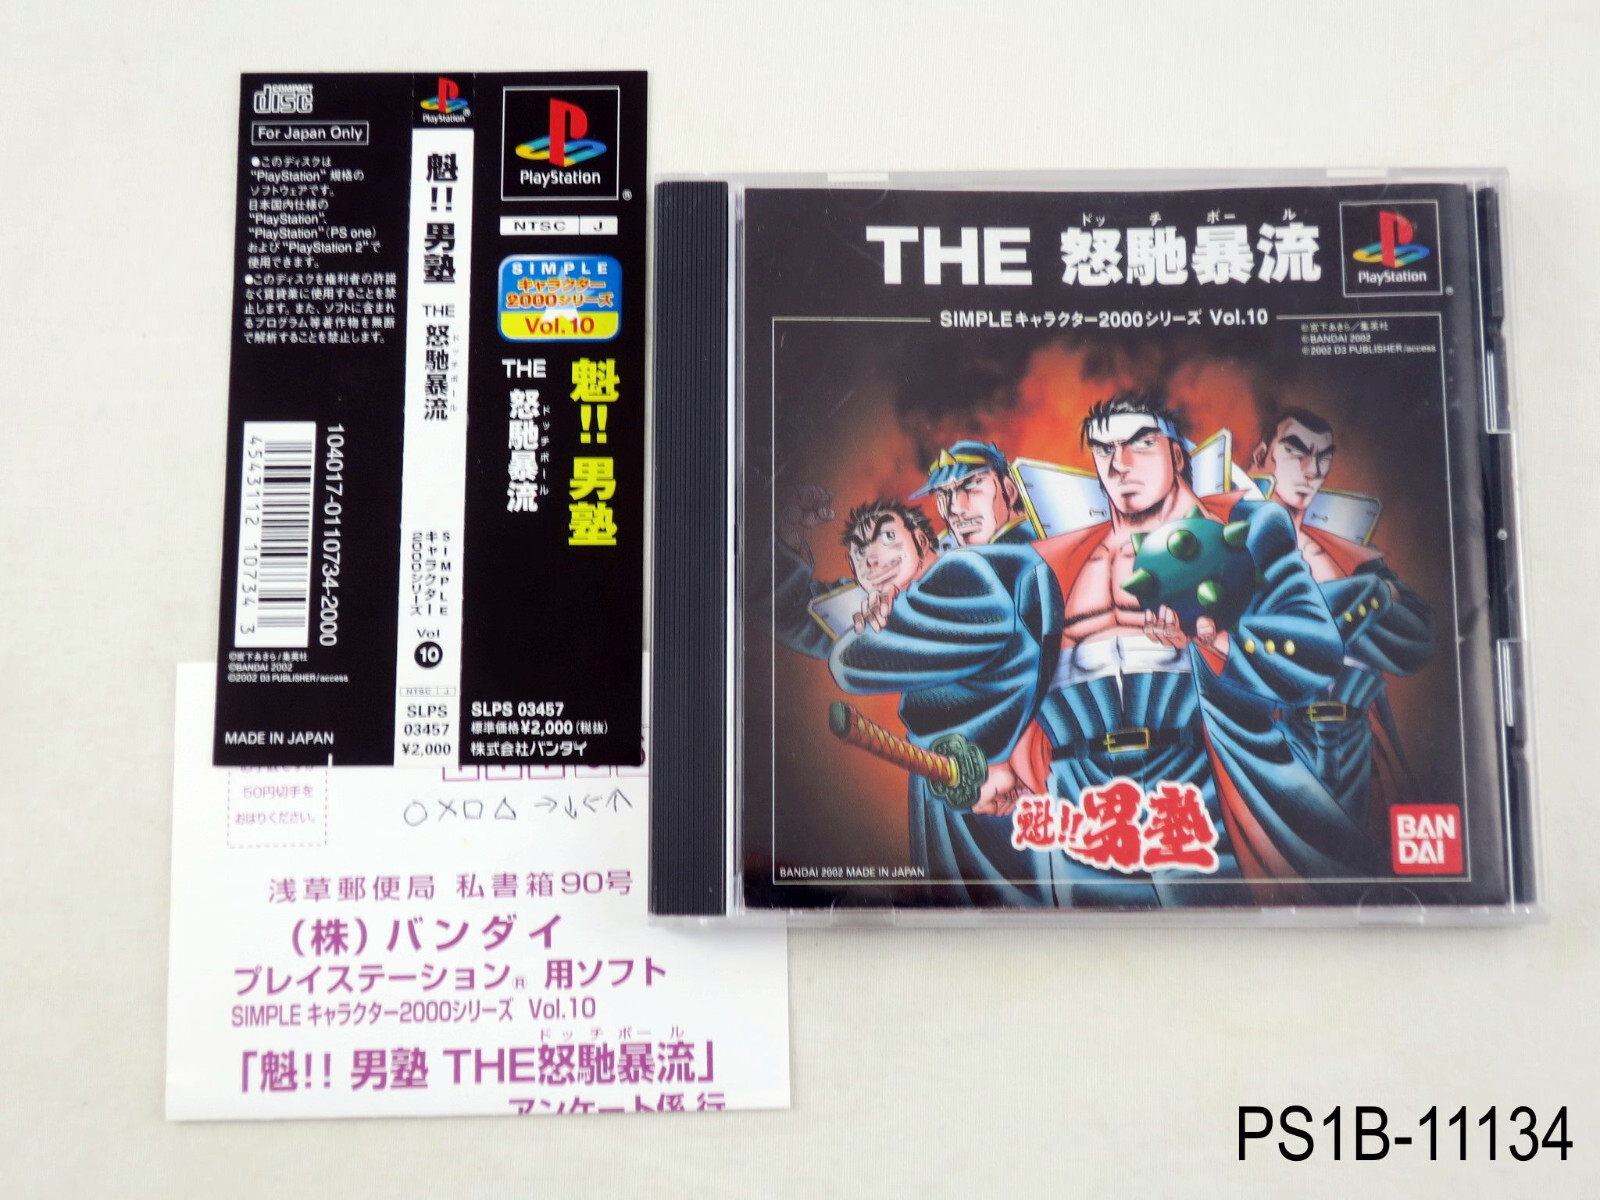 COMPACT
disc
For Japan Only
●このディスクは
"PlayStation" 規格の
ソフトウェアです。
日本国内仕様の
"PlayStation"、
"PlayStation"(PS one)
および"PlayStation 2"で
使用できます。
●このディスクを権利者の許諾
なく賃貸業に使用することを禁
止します。また、ソフトに含まれ
るプログラム等著作物を無断
で解析することを禁止します。
104017-0110734-2000
4543112 10734 3
©宮下あきら/集英社
©BANDAI 2002
©2002 D3 PUBLISHER/access
MADE IN JAPAN
PlayStation
魁!! 男塾
THE 怒馳暴流
ドッチボール
SIMPLE
キャラクター
2000シリーズ
Vol
10
NTSC J
SLPS
03457
¥2,000
PlayStation
NTSC J
SIMPLE
キャラクター
2000シリーズ
Vol.10
魁!! 男塾
THE 怒馳暴流
ドッチボール
SLPS 03457
標準価格¥2,000(税抜)
株式会社バンダイ
ドッチボール
THE 怒馳暴流
PlayStation
SIMPLEキャラクター2000シリーズ Vol.10
©宮下あきら/集英社
©BANDAI 2002
©2002 D3 PUBLISHER/access
魁!! 男塾
BANDAI 2002 MADE IN JAPAN
BAN
DAI
50円切手を
おはりください。
○×□△→↓←↑
浅草郵便局 私書箱90号
(株)バンダイ
プレイステーション® 用ソフト
SIMPLE キャラクター2000シリーズ Vol.10
ドッチボール
「魁!! 男塾 THE怒馳暴流」
アンケート係 行
PS1B-11134